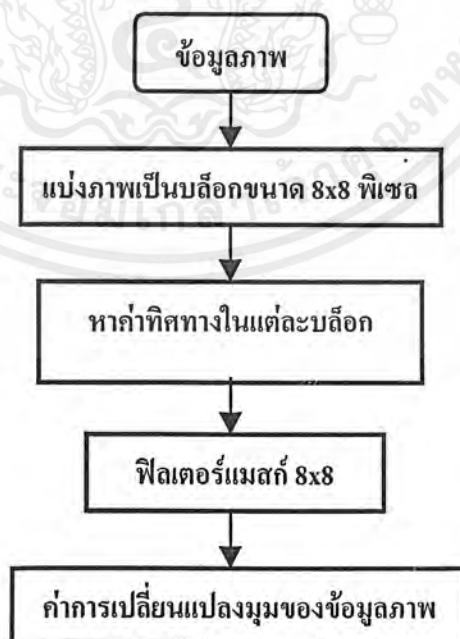 ข้อมูลภาพ
แบ่งภาพเป็นบล็อกขนาด 8x8 พิเซล
หาค่าทิศทางในแต่ละบล็อก
ฟิลเตอร์แมสก์ 8x8
ค่าการเปลี่ยนแปลงมุมของข้อมูลภาพ